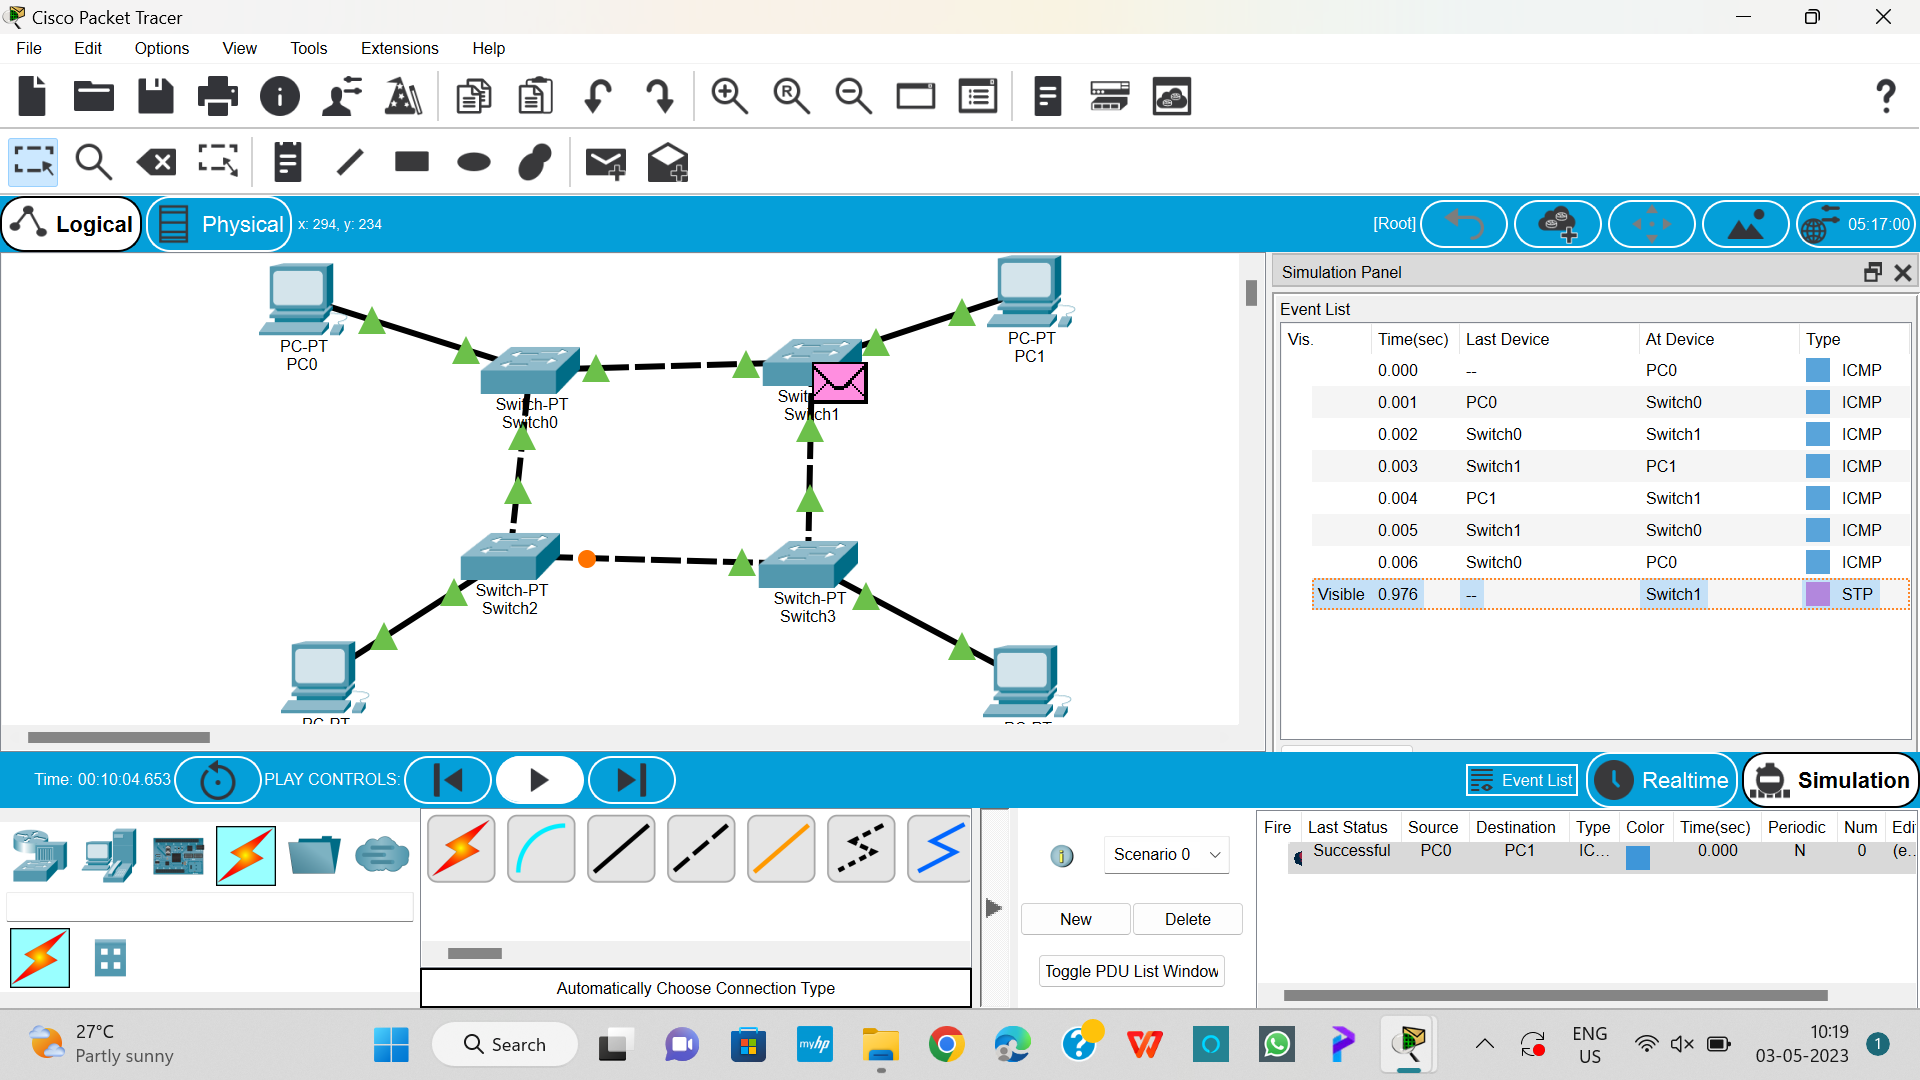 Cisco Packet Tracer
File Edit Options View Tools Extensions Help
Logical Physical x: 294, y: 234 [Root] 05:17:00
PC-PT
PC0
PC-PT
PC1
Switch-PT
Switch0
Switch1
Switch-PT
Switch2
Switch-PT
Switch3
Simulation Panel
Event List
Vis. Time(sec) Last Device At Device Type
0.000 -- PC0 ICMP
0.001 PC0 Switch0 ICMP
0.002 Switch0 Switch1 ICMP
0.003 Switch1 PC1 ICMP
0.004 PC1 Switch1 ICMP
0.005 Switch1 Switch0 ICMP
0.006 Switch0 PC0 ICMP
Visible 0.976 -- Switch1 STP
Time: 00:10:04.653 PLAY CONTROLS: Event List Realtime Simulation
Automatically Choose Connection Type
Scenario 0
New Delete
Toggle PDU List Window
Fire Last Status Source Destination Type Color Time(sec) Periodic Num Edi
Successful PC0 PC1 IC... 0.000 N 0 (e..
27°C
Partly sunny
Search
myhp
ENG
US
10:19
03-05-2023
1